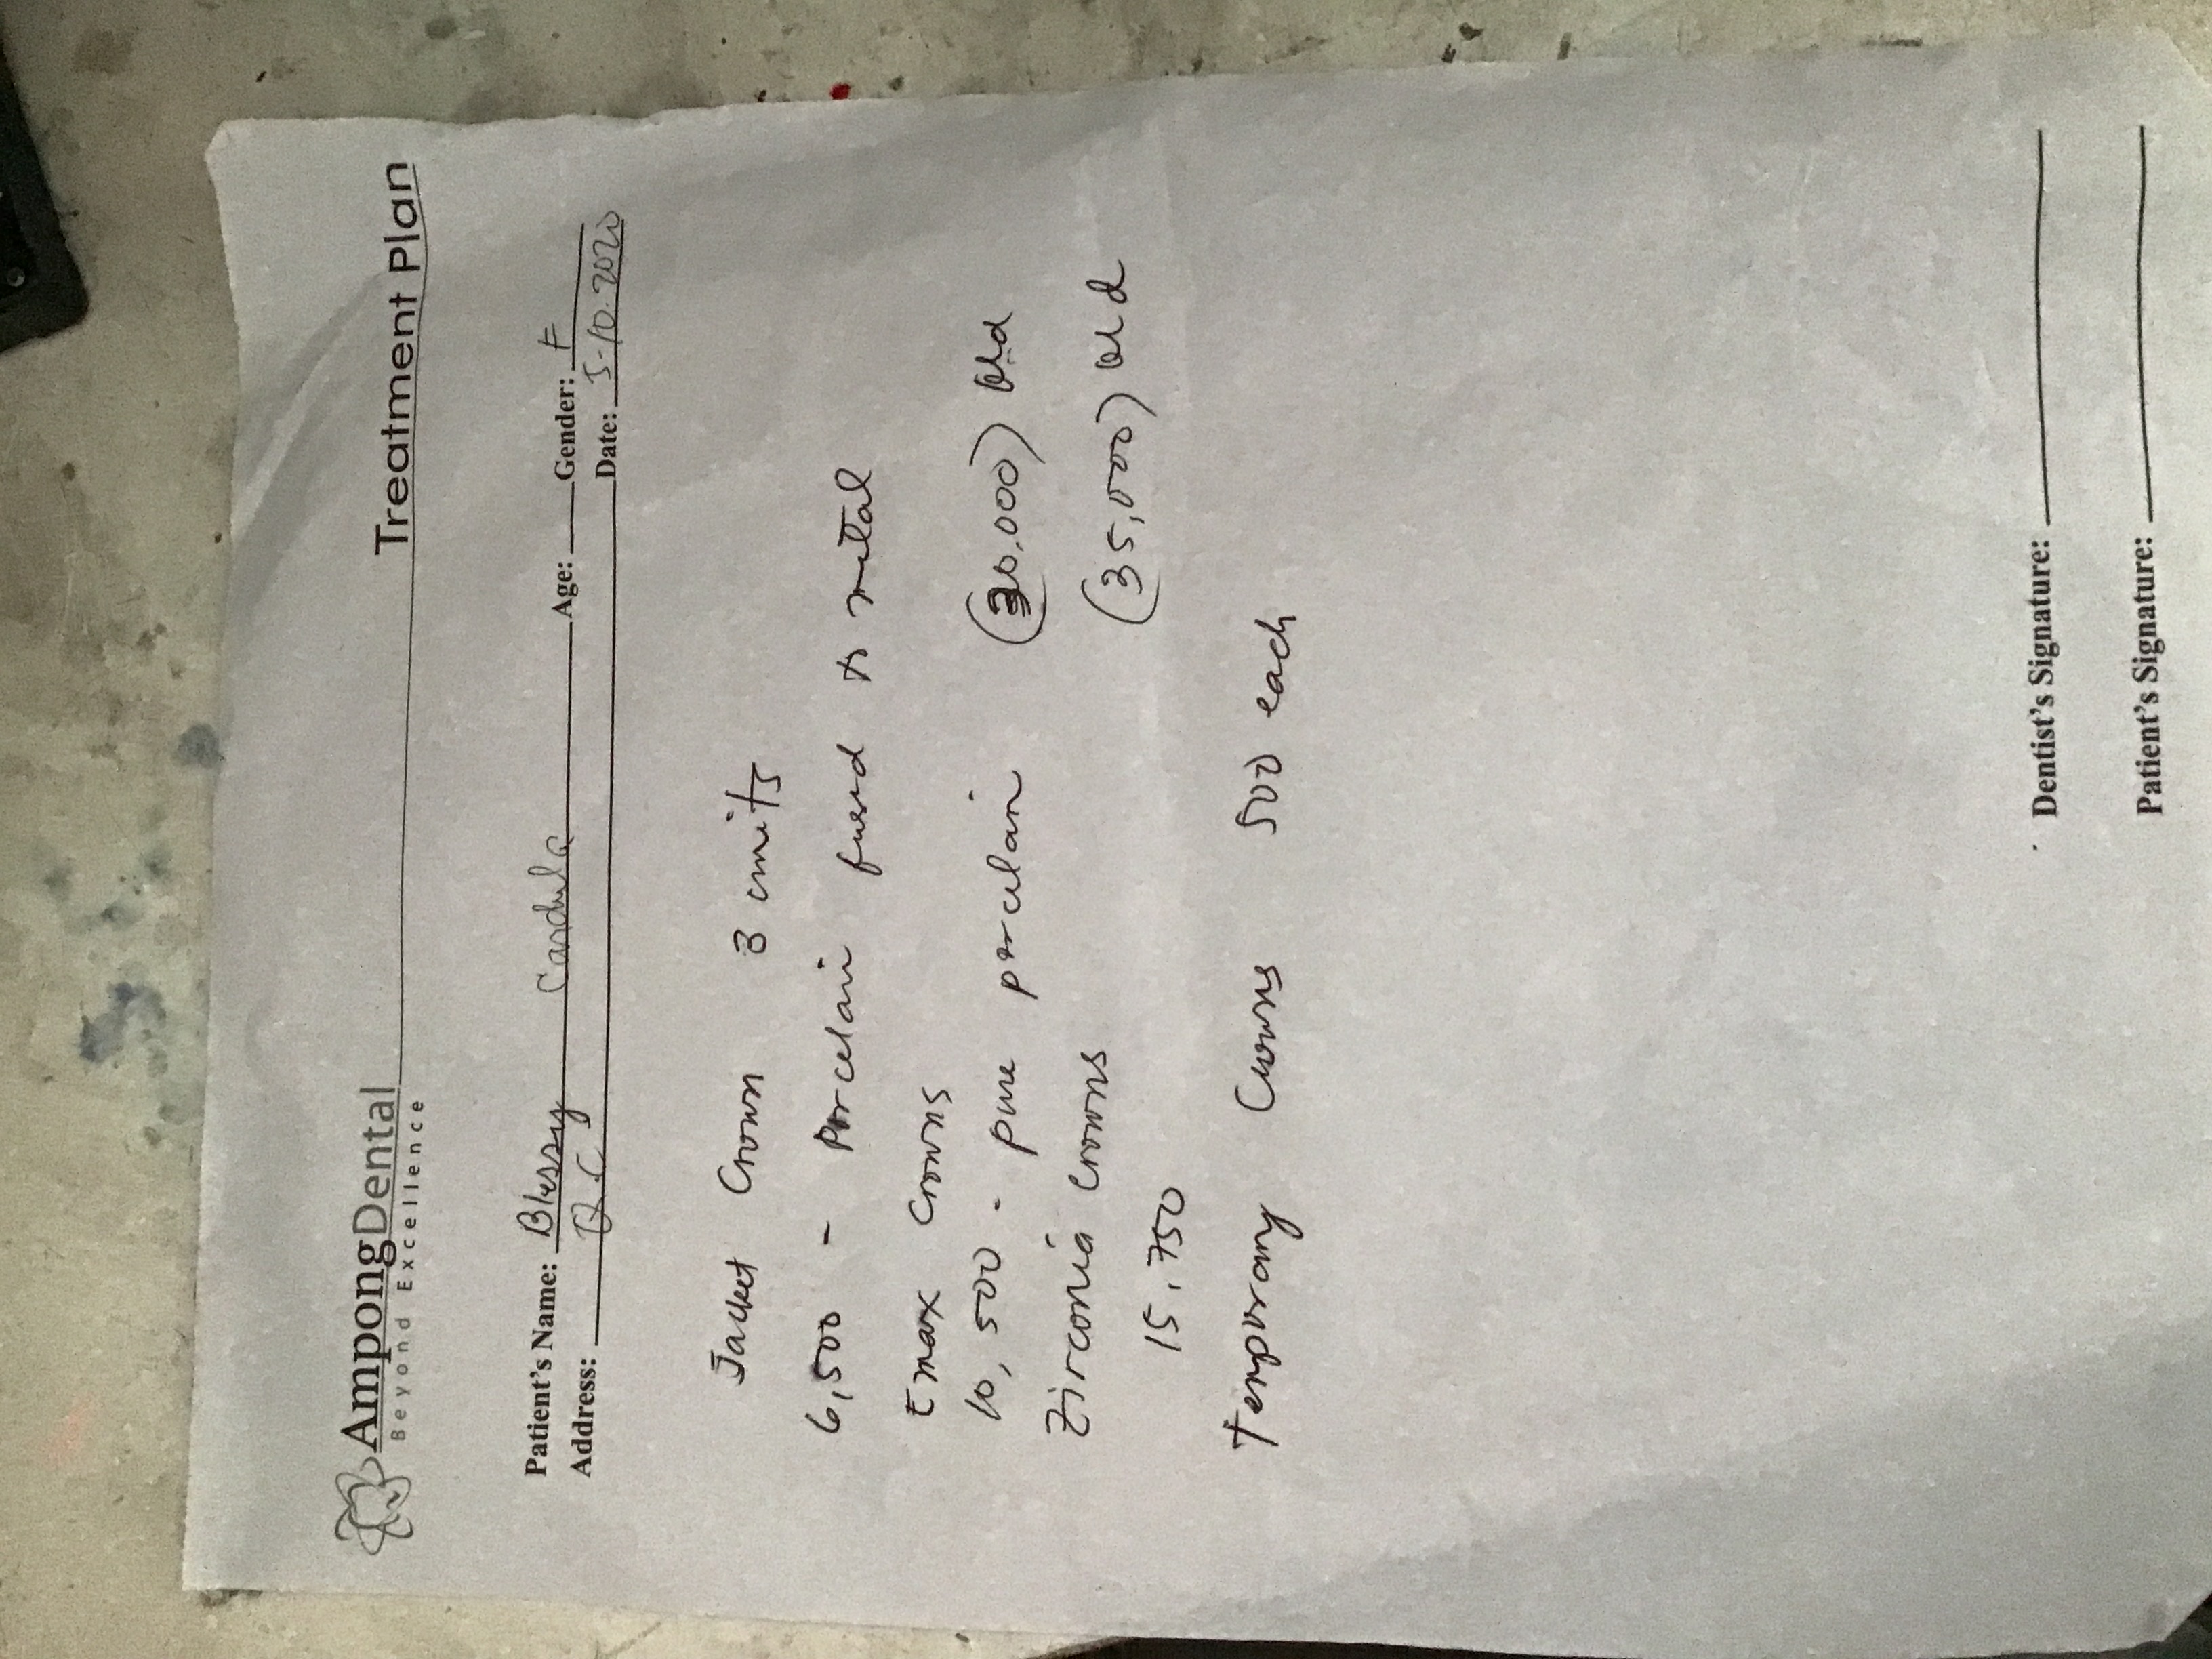 AmpongDental Treatment Plan
Beyond Excellence
Patient's Name: Blessy Age: Gender: F
Address: Q.C Date: 5-10-2020
Jacket Crown 3 units
6,500 - Porcelain fused to metal
Emax Crowns
10,500 - pure porcelain (30,000) old
Zirconia Crowns (35,000) old
15,750
Temporary Crowns 500 each
Dentist's Signature:
Patient's Signature: